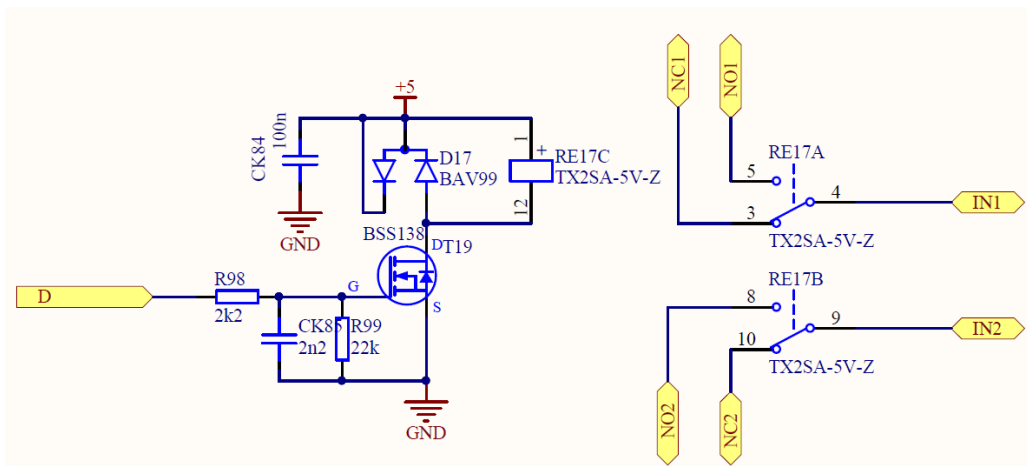 +5
CK84
100n
GND
D17
BAV99
1
+
12
RE17C
TX2SA-5V-Z
BSS138
D
T19
G
S
D
R98
2k2
CK85
2n2
R99
22k
GND
NC1
NO1
RE17A
5
4
3
IN1
TX2SA-5V-Z
RE17B
8
9
10
IN2
TX2SA-5V-Z
NO2
NC2